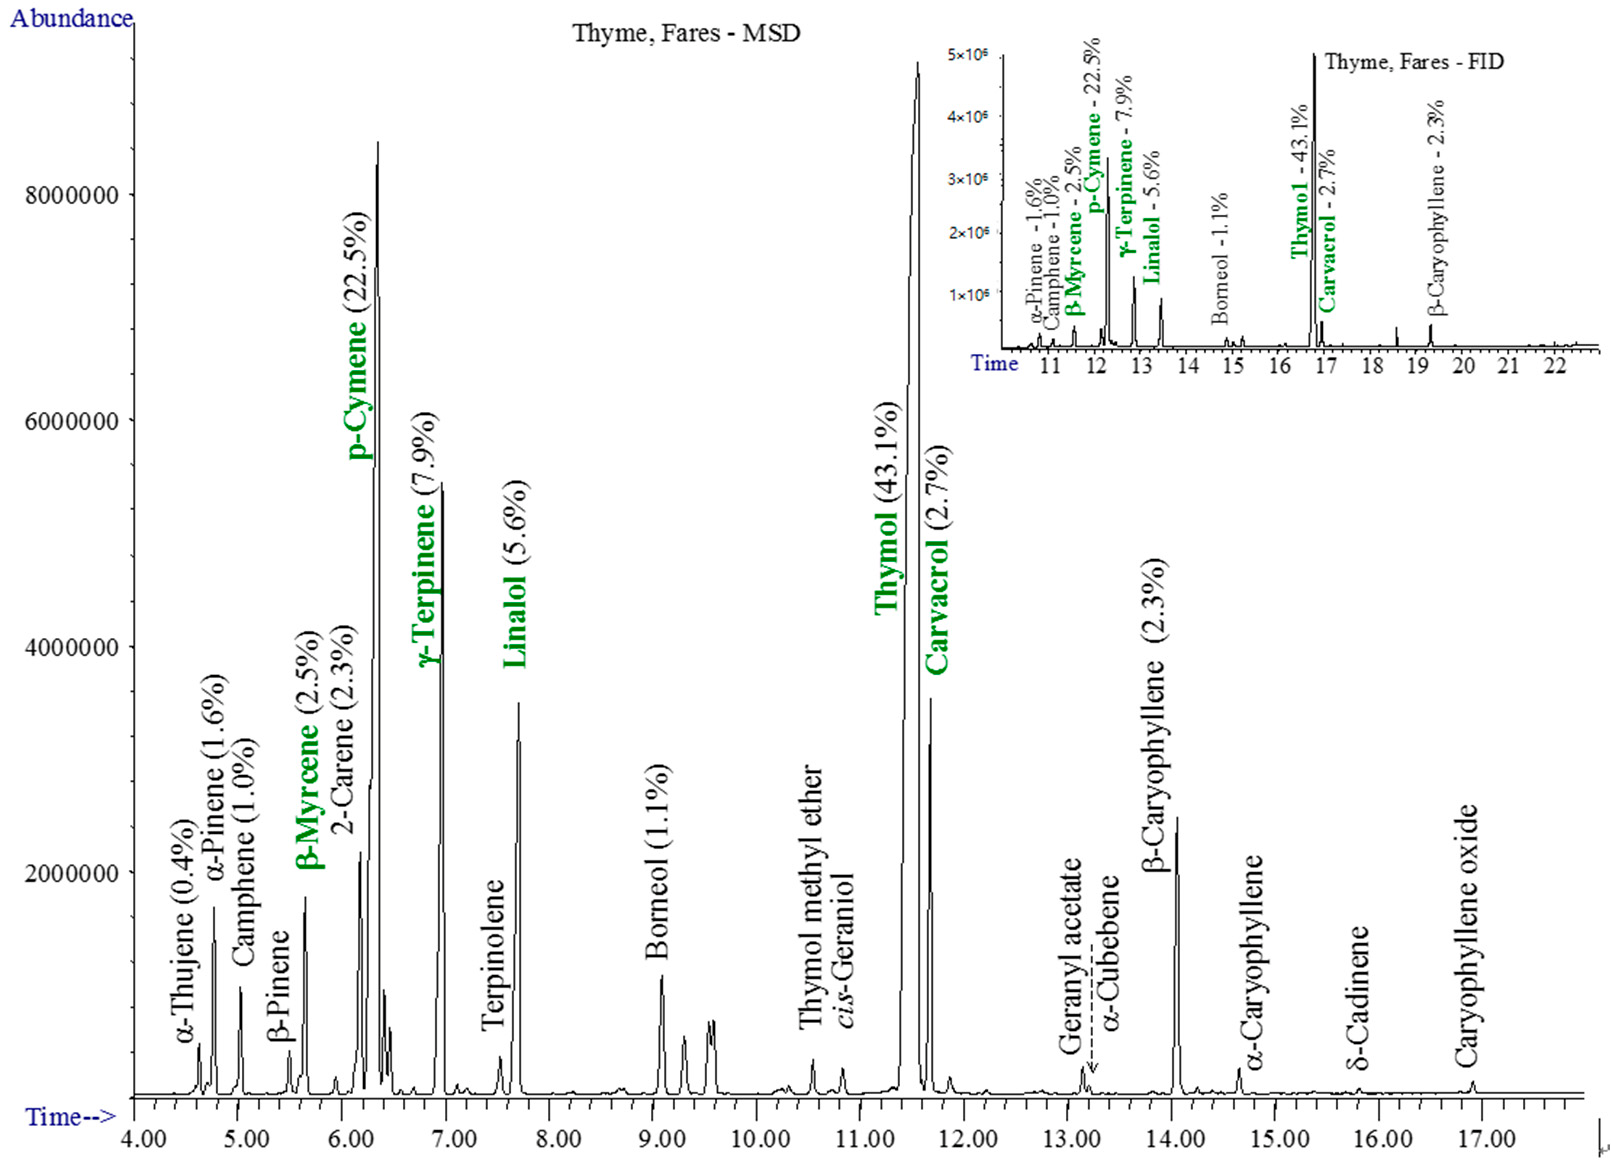 Abundance
Thyme, Fares - MSD
8000000
6000000
4000000
2000000
α-Thujene (0.4%)
α-Pinene (1.6%)
Camphene (1.0%)
β-Pinene
β-Myrcene (2.5%)
2-Carene (2.3%)
p-Cymene (22.5%)
γ-Terpinene (7.9%)
Terpinolene
Linalol (5.6%)
Borneol (1.1%)
Thymol methyl ether
cis-Geraniol
Thymol (43.1%)
Carvacrol (2.7%)
Geranyl acetate
α-Cubebene
β-Caryophyllene (2.3%)
α-Caryophyllene
δ-Cadinene
Caryophyllene oxide
Time-->
4.00 5.00 6.00 7.00 8.00 9.00 10.00 11.00 12.00 13.00 14.00 15.00 16.00 17.00
Thyme, Fares - FID
5×10⁶
4×10⁶
3×10⁶
2×10⁶
1×10⁶
α-Pinene - 1.6%
Camphene -1.0%
β-Myrcene - 2.5%
p-Cymene - 22.5%
γ-Terpinene - 7.9%
Linalol - 5.6%
Borneol -1.1%
Thymol - 43.1%
Carvacrol - 2.7%
β-Caryophyllene - 2.3%
Time 11 12 13 14 15 16 17 18 19 20 21 22